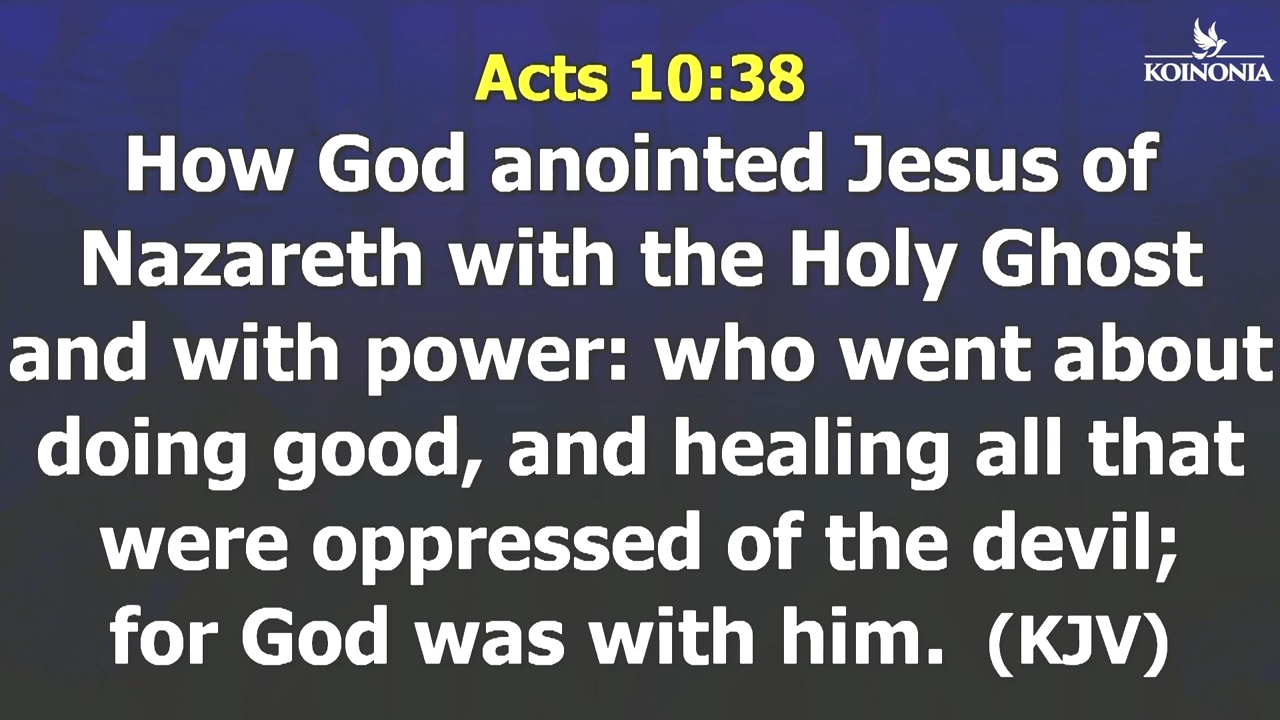 KOINONIA
Acts 10:38
How God anointed Jesus of
Nazareth with the Holy Ghost
and with power: who went about
doing good, and healing all that
were oppressed of the devil;
for God was with him. (KJV)